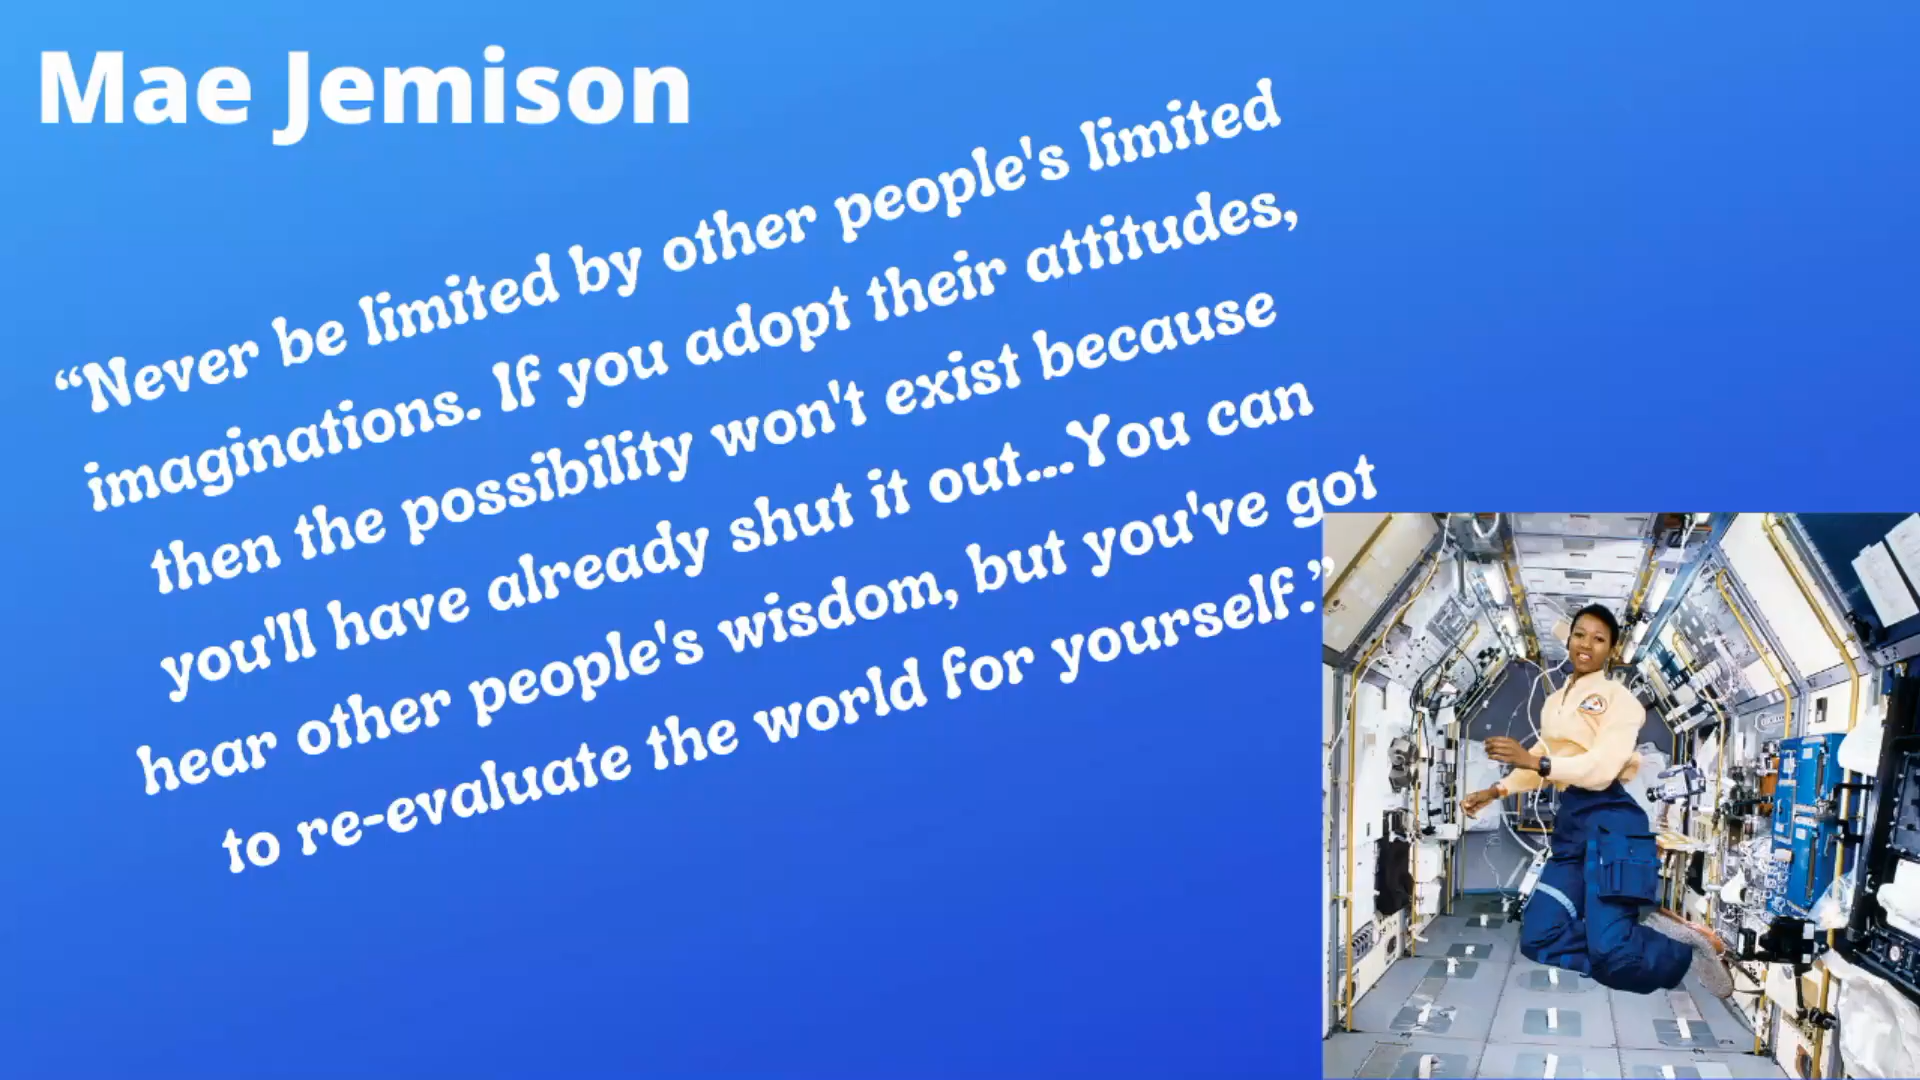 Mae Jemison
“Never be limited by other people's limited
imaginations. If you adopt their attitudes,
then the possibility won't exist because
you'll have already shut it out...You can
hear other people's wisdom, but you've got
to re-evaluate the world for yourself.”